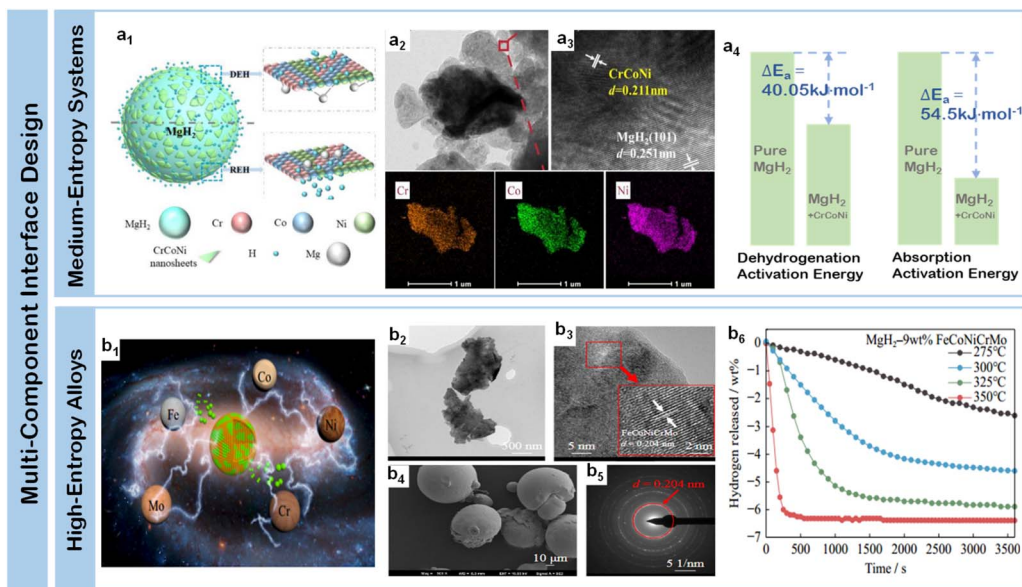 Multi-Component Interface Design
Medium-Entropy Systems
High-Entropy Alloys
a1
MgH2
DEH
REH
MgH2
Cr
Co
Ni
CrCoNi
nanosheets
H
Mg
a2
a3
CrCoNi
d=0.211nm
MgH2(101)
d=0.251nm
Cr
1 um
Co
1 um
Ni
1 um
a4
Pure
MgH2
ΔEa =
40.05kJ·mol-1
MgH2
+CrCoNi
Dehydrogenation
Activation Energy
Pure
MgH2
ΔEa =
54.5kJ·mol-1
MgH2
+CrCoNi
Absorption
Activation Energy
b1
Co
Fe
Ni
Mo
Cr
b2
500 nm
b3
5 nm
FeCoNiCrMo
d = 0.204 nm
2 nm
b4
10 μm
b5
d = 0.204 nm
5 1/nm
b6
MgH2–9wt% FeCoNiCrMo
275℃
300℃
325℃
350℃
Hydrogen released / wt%
1
0
-1
-2
-3
-4
-5
-6
-7
0 500 1000 1500 2000 2500 3000 3500
Time / s